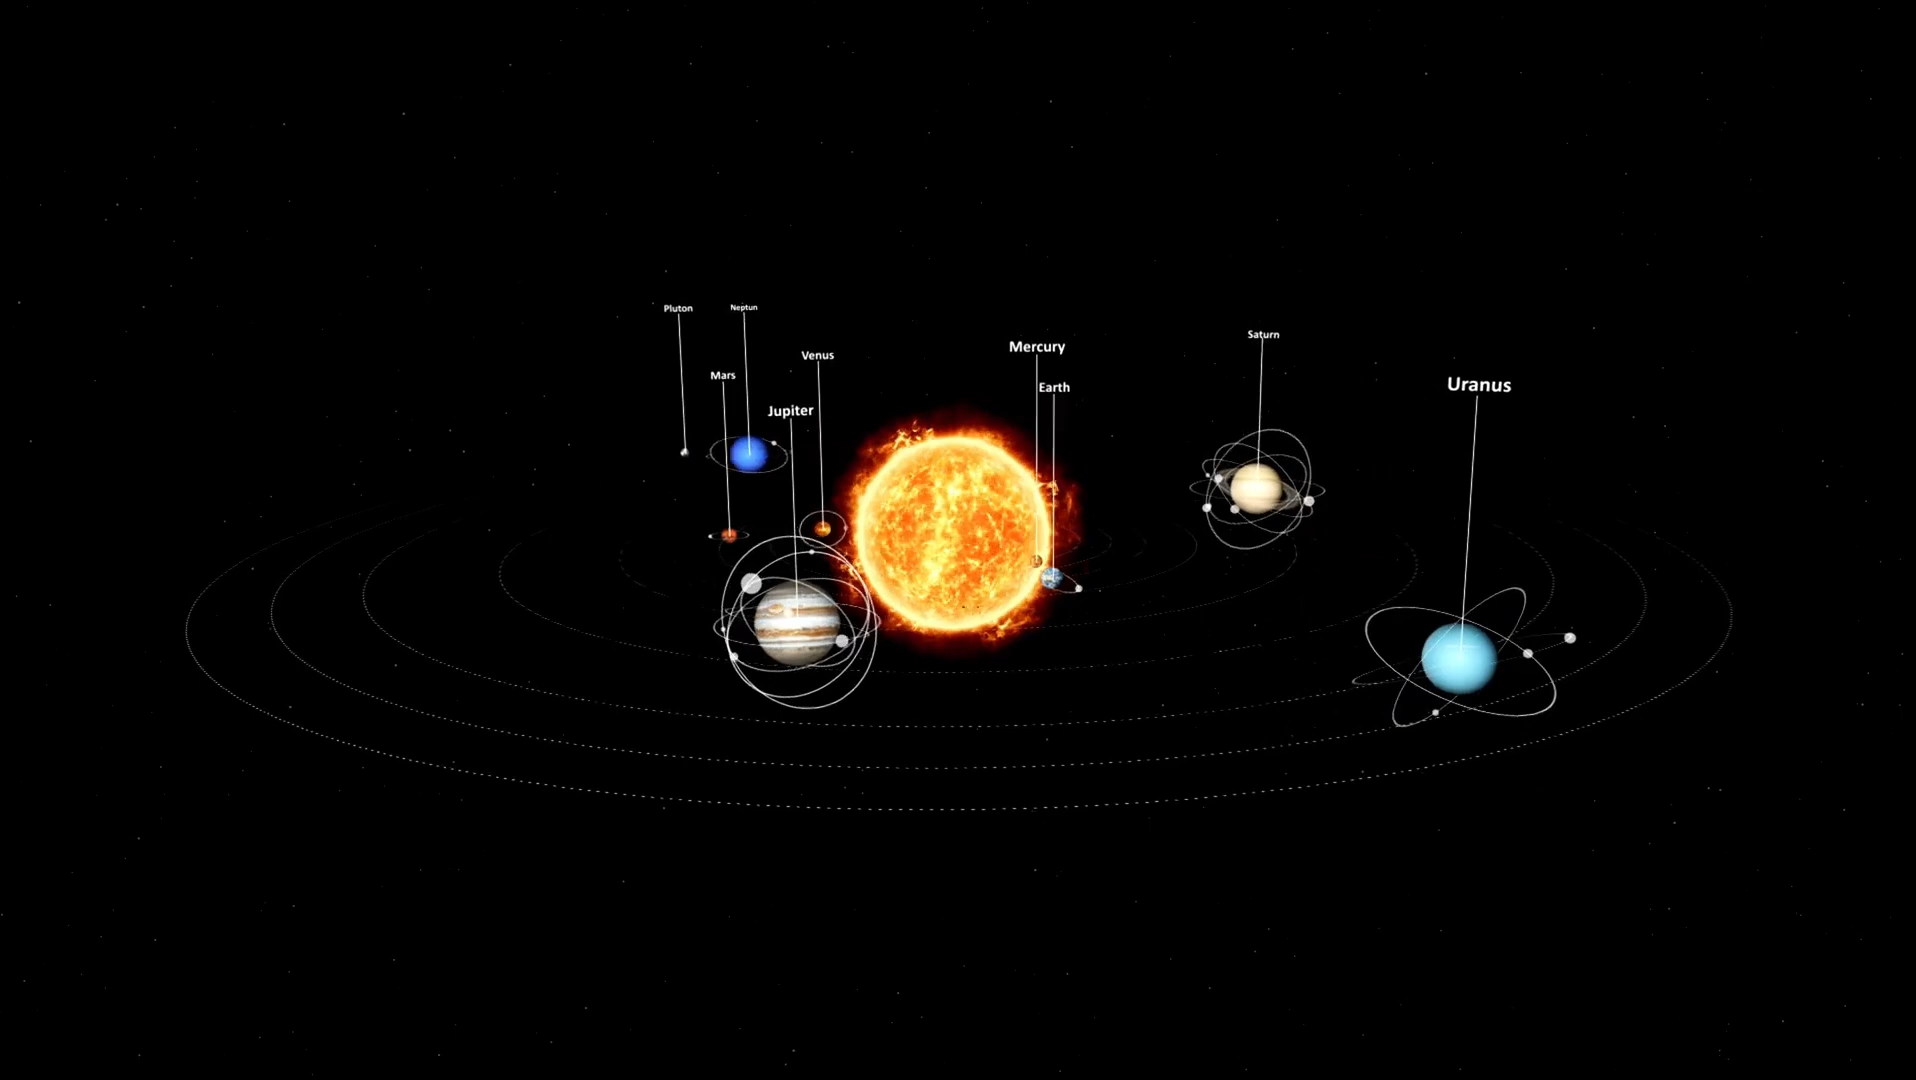 Pluton
Neptun
Saturn
Mercury
Venus
Mars
Uranus
Earth
Jupiter